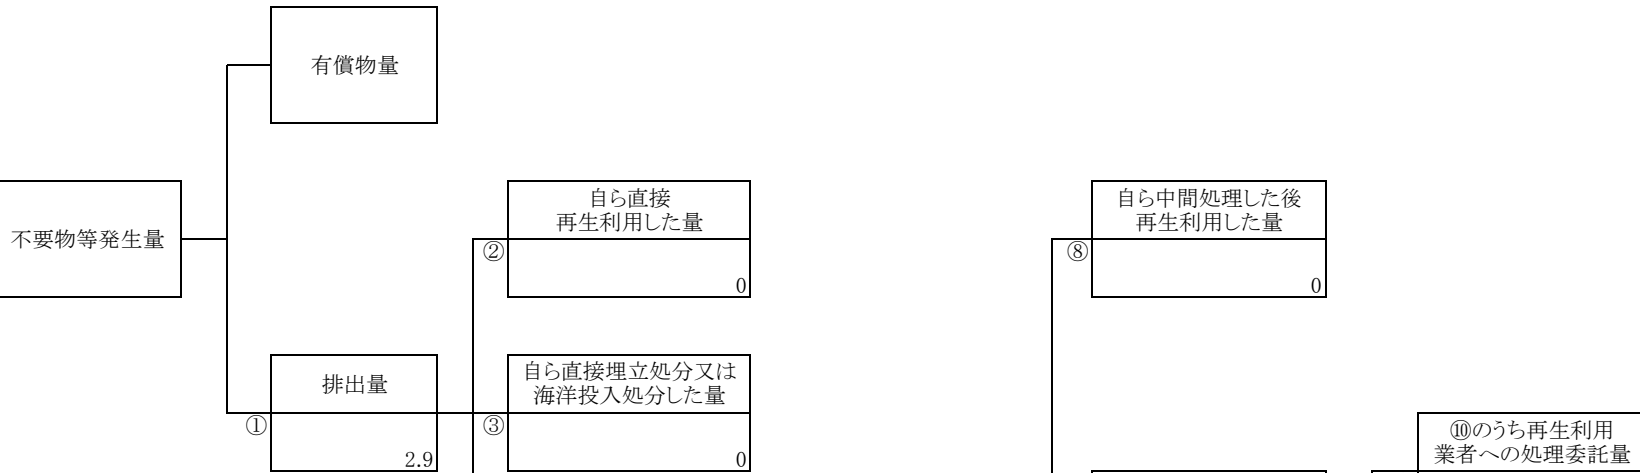 有償物量
不要物等発生量
自ら直接
再生利用した量
②
0
自ら中間処理した後
再生利用した量
⑧
0
排出量
①
2.9
自ら直接埋立処分又は
海洋投入処分した量
③
0
⑩のうち再生利用
業者への処理委託量